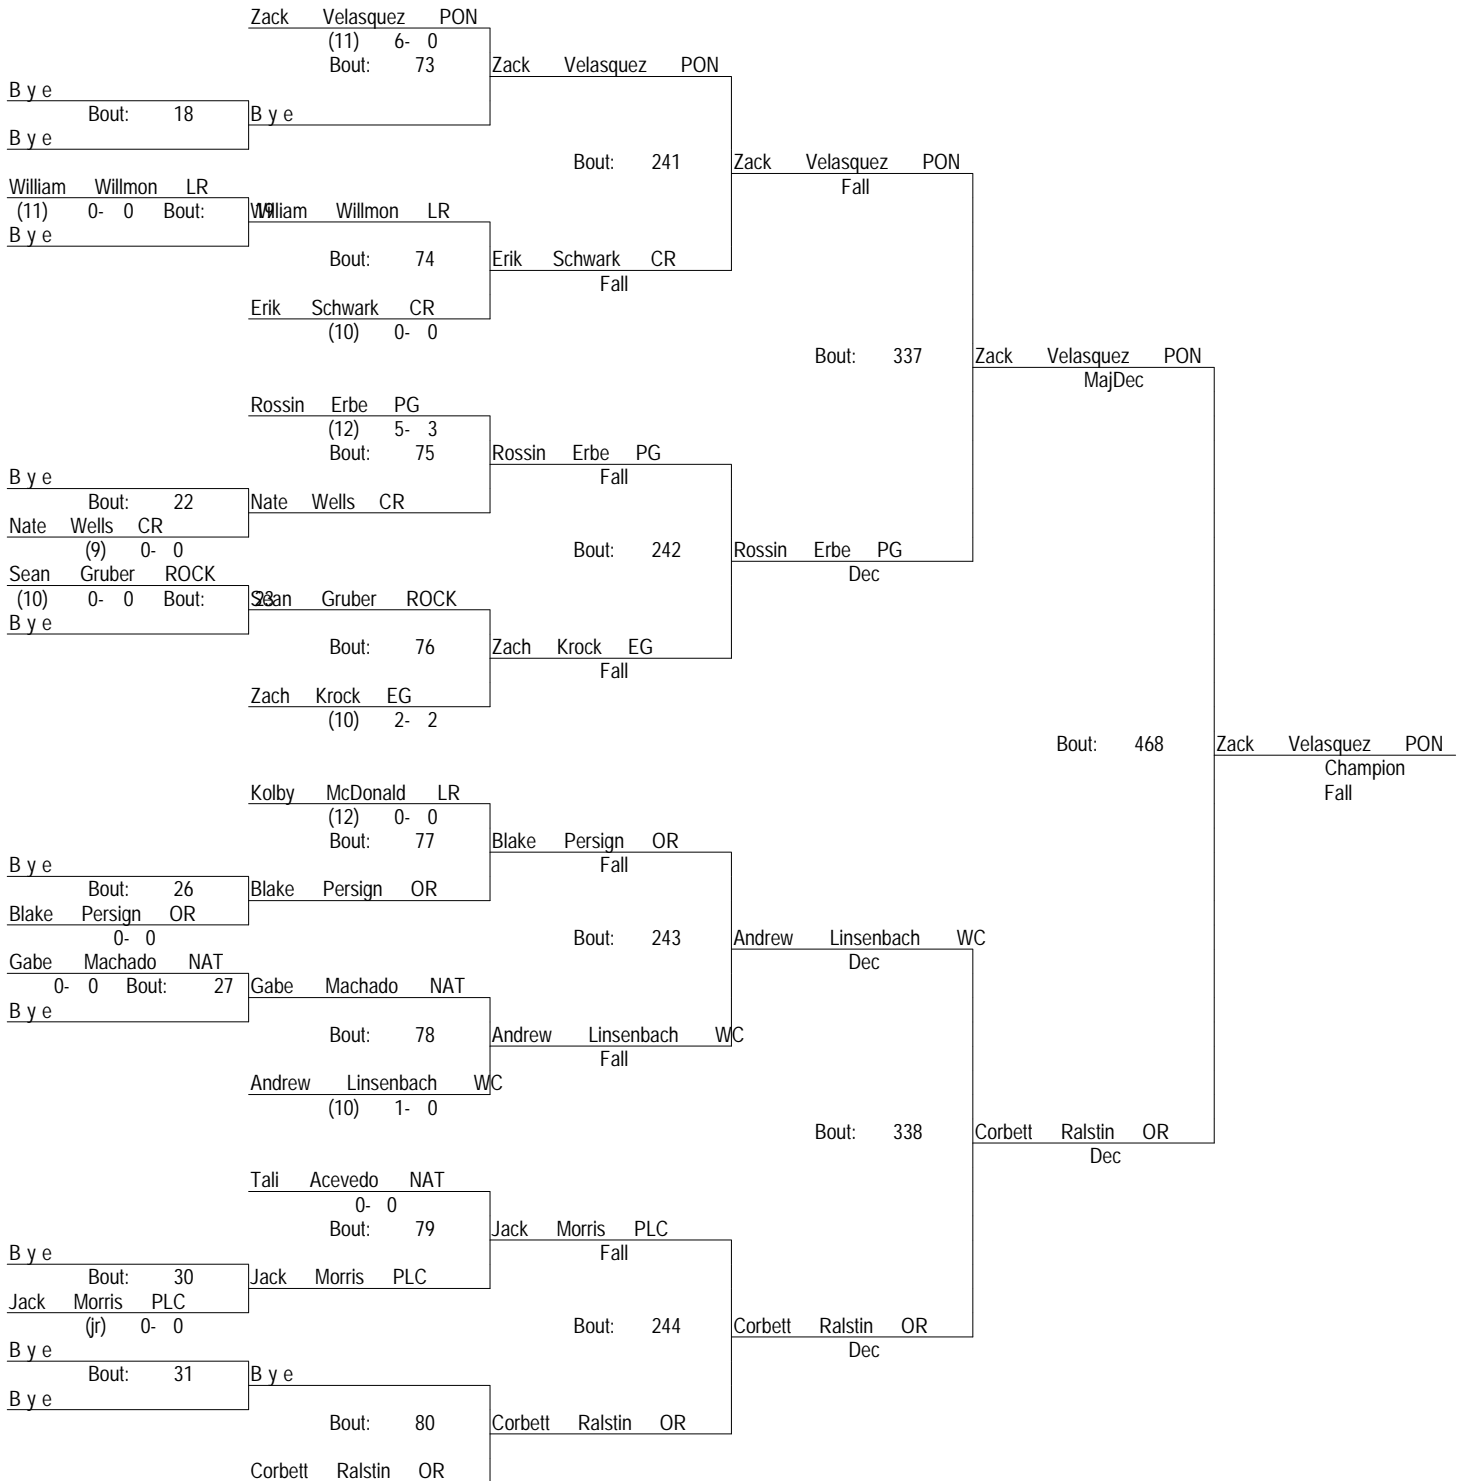 Zack Velasquez PON
(11) 6- 0
Bout: 73 Zack Velasquez PON
B y e
Bout: 18 B y e
B y e
Bout: 241 Zack Velasquez PON
William Willmon LR Fall
(11) 0- 0 Bout: 19 William Willmon LR
B y e
Bout: 74 Erik Schwark CR
Fall
Erik Schwark CR
(10) 0- 0
Bout: 337 Zack Velasquez PON
MajDec
Rossin Erbe PG
(12) 5- 3
Bout: 75 Rossin Erbe PG
B y e Fall
Bout: 22 Nate Wells CR
Nate Wells CR
(9) 0- 0 Bout: 242 Rossin Erbe PG
Sean Gruber ROCK Dec
(10) 0- 0 Bout: 23 Sean Gruber ROCK
B y e
Bout: 76 Zach Krock EG
Fall
Zach Krock EG
(10) 2- 2
Bout: 468 Zack Velasquez PON
Champion
Kolby McDonald LR Fall
(12) 0- 0
Bout: 77 Blake Persign OR
B y e Fall
Bout: 26 Blake Persign OR
Blake Persign OR
0- 0 Bout: 243 Andrew Linsenbach WC
Gabe Machado NAT Dec
0- 0 Bout: 27 Gabe Machado NAT
B y e
Bout: 78 Andrew Linsenbach WC
Fall
Andrew Linsenbach WC
(10) 1- 0
Bout: 338 Corbett Ralstin OR
Dec
Tali Acevedo NAT
0- 0
Bout: 79 Jack Morris PLC
B y e Fall
Bout: 30 Jack Morris PLC
Jack Morris PLC
(jr) 0- 0 Bout: 244 Corbett Ralstin OR
B y e Dec
Bout: 31 B y e
B y e
Bout: 80 Corbett Ralstin OR
Corbett Ralstin OR